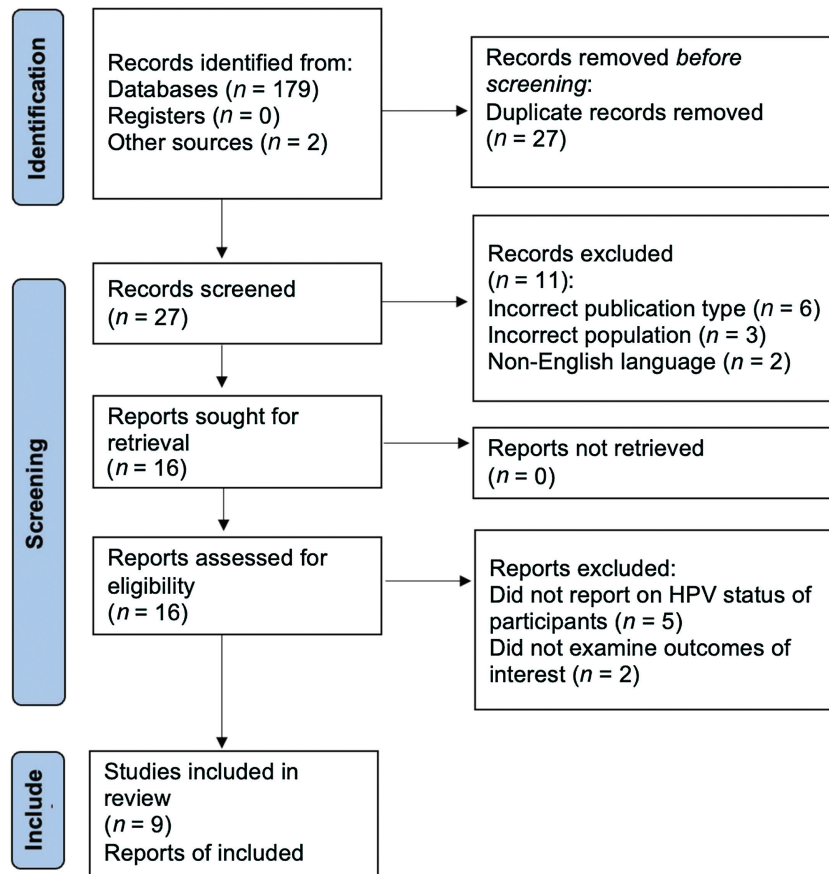 Identification
Records identified from:
Databases (n = 179)
Registers (n = 0)
Other sources (n = 2)
Records removed before
screening:
Duplicate records removed
(n = 27)
Screening
Records screened
(n = 27)
Records excluded
(n = 11):
Incorrect publication type (n = 6)
Incorrect population (n = 3)
Non-English language (n = 2)
Reports sought for
retrieval
(n = 16)
Reports not retrieved
(n = 0)
Reports assessed for
eligibility
(n = 16)
Reports excluded:
Did not report on HPV status of
participants (n = 5)
Did not examine outcomes of
interest (n = 2)
Include
Studies included in
review
(n = 9)
Reports of included